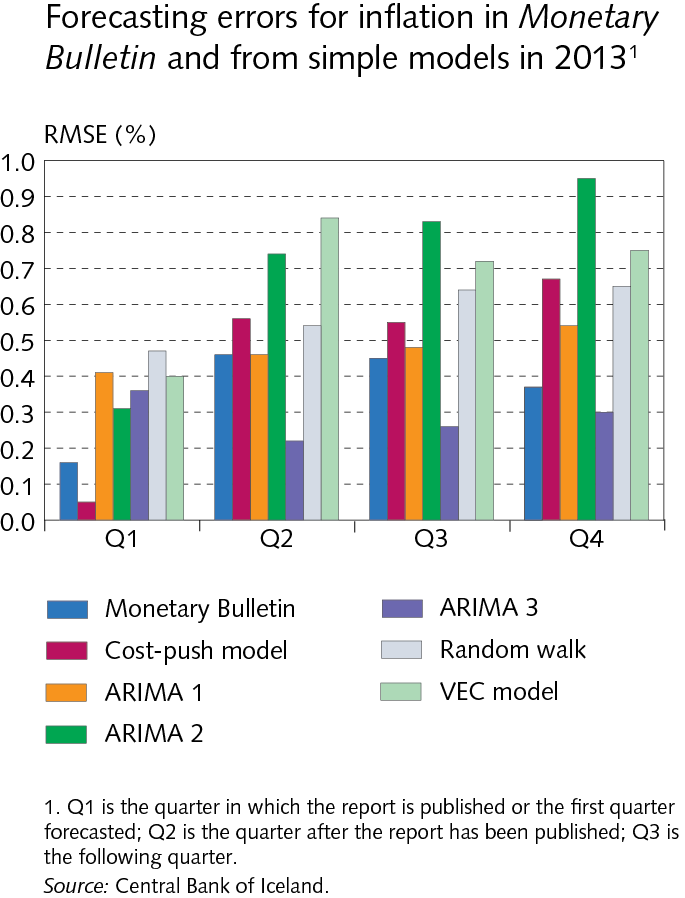 Forecasting errors for inflation in Monetary
Bulletin and from simple models in 2013¹
RMSE (%)
1.0
0.9
0.8
0.7
0.6
0.5
0.4
0.3
0.2
0.1
0.0
Q1 Q2 Q3 Q4
Monetary Bulletin
Cost-push model
ARIMA 1
ARIMA 2
ARIMA 3
Random walk
VEC model
1. Q1 is the quarter in which the report is published or the first quarter
forecasted; Q2 is the quarter after the report has been published; Q3 is
the following quarter.
Source: Central Bank of Iceland.